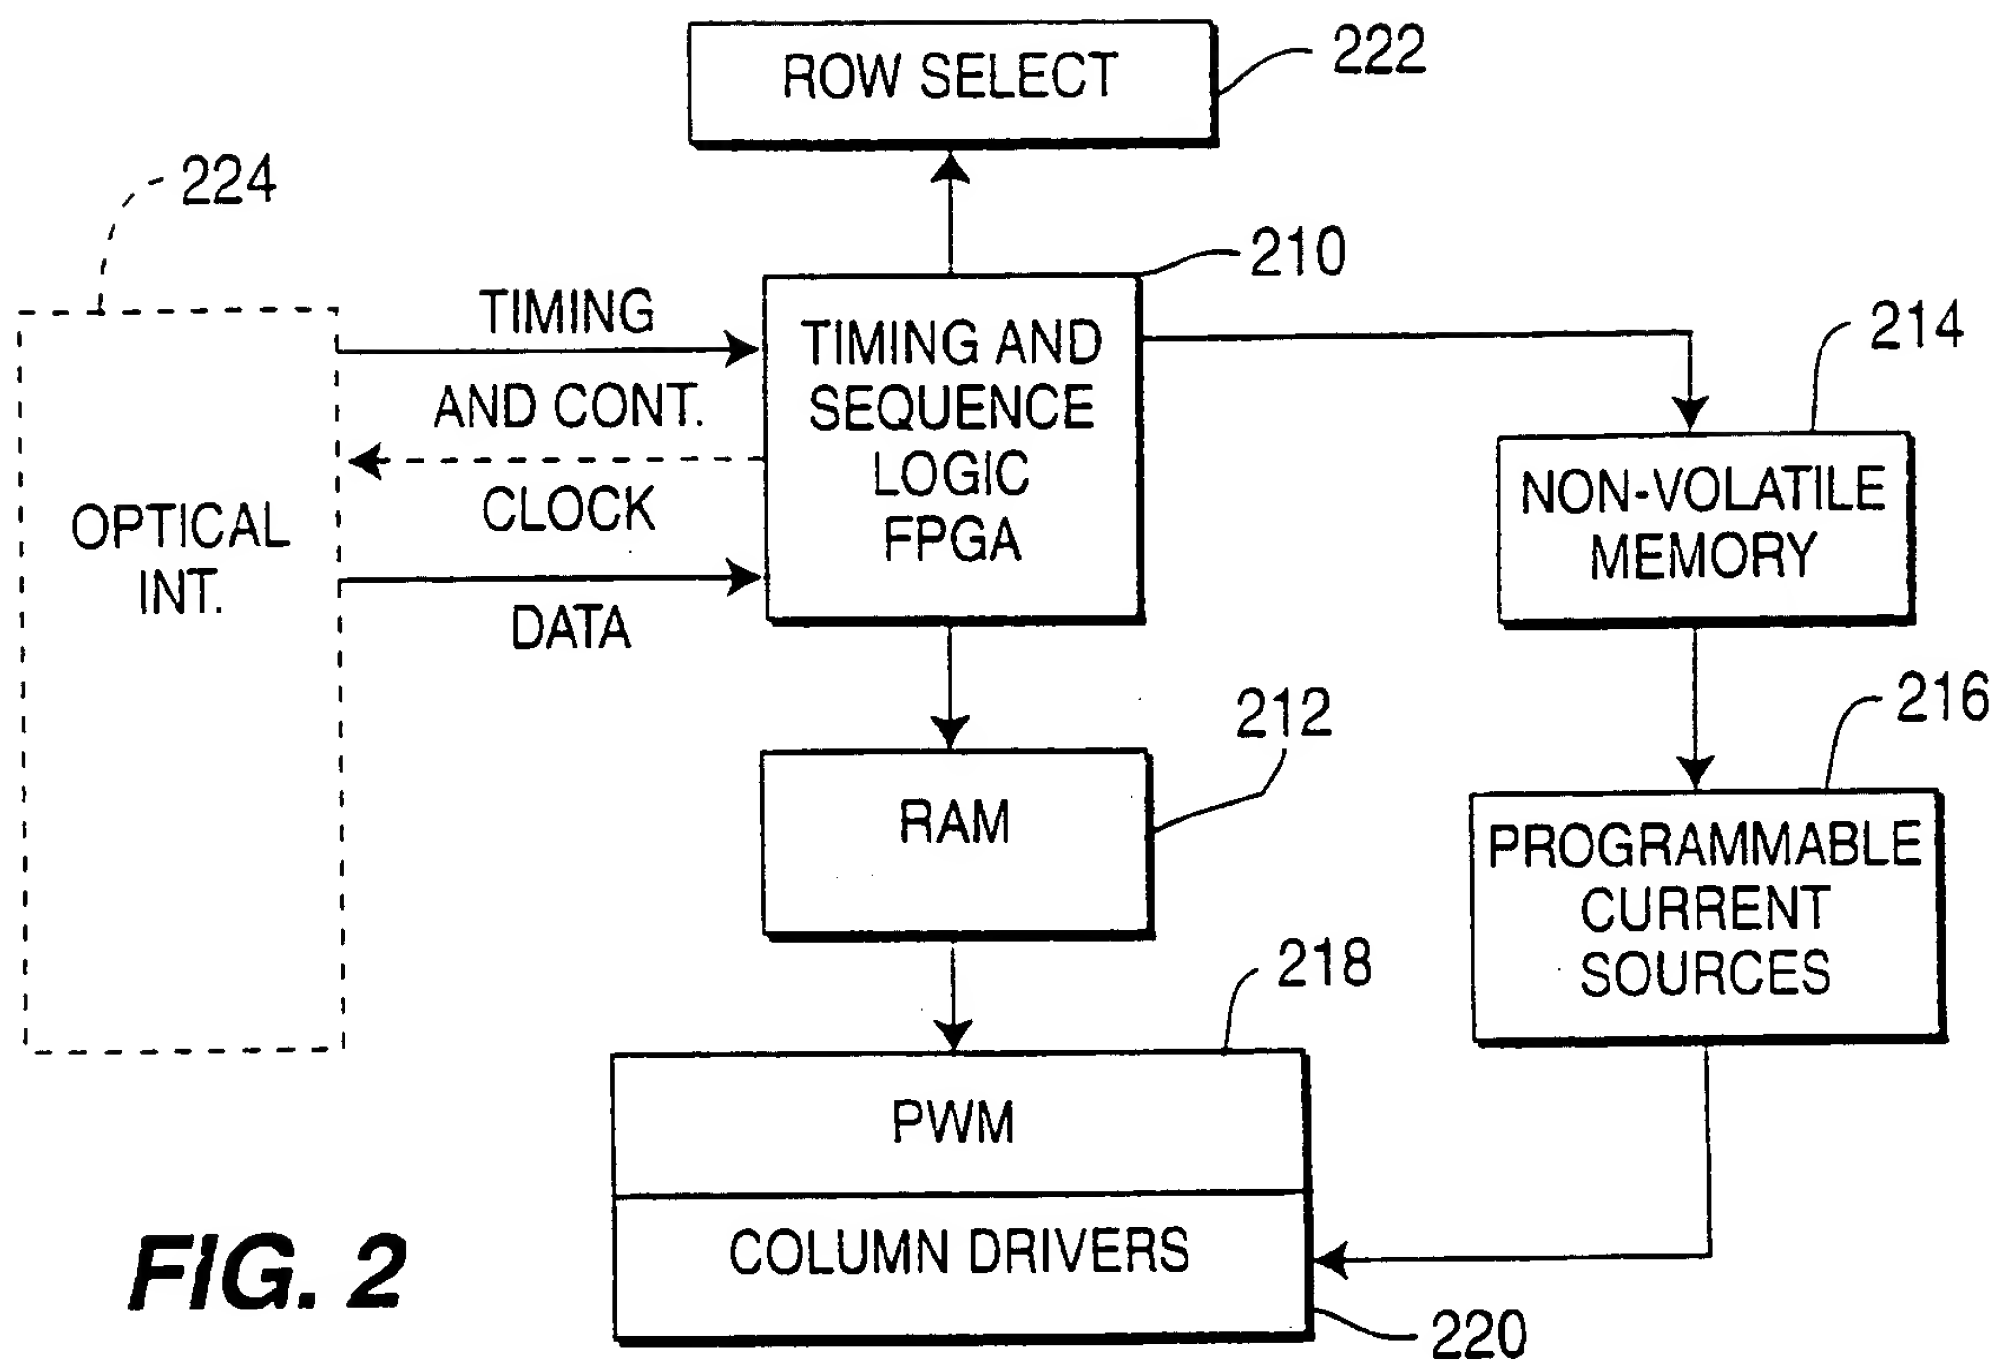 ROW SELECT
222
224
210
TIMING
AND CONT.
CLOCK
DATA
TIMING AND
SEQUENCE
LOGIC
FPGA
214
NON-VOLATILE
MEMORY
OPTICAL
INT.
212
RAM
216
PROGRAMMABLE
CURRENT
SOURCES
218
PWM
COLUMN DRIVERS
220
FIG. 2